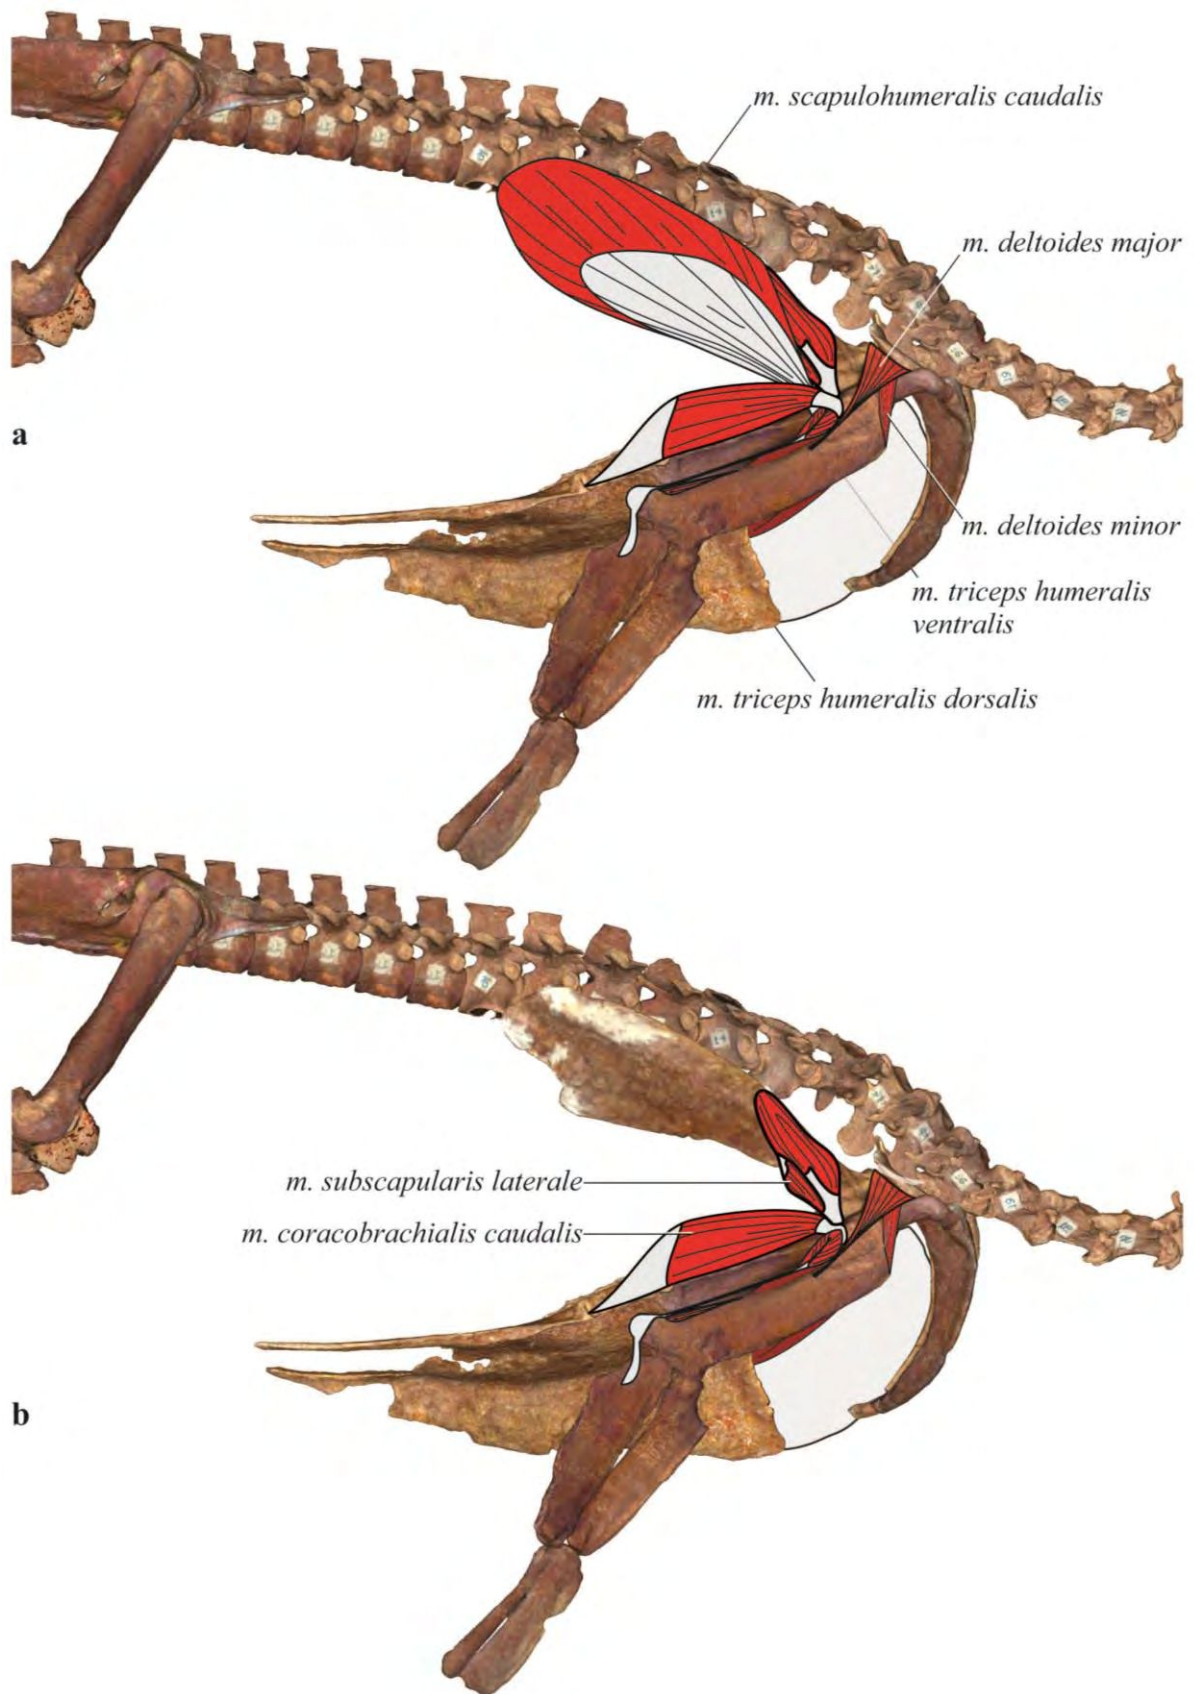 m. scapulohumeralis caudalis
m. deltoides major
a
m. deltoides minor
m. triceps humeralis
ventralis
m. triceps humeralis dorsalis
m. subscapularis laterale
m. coracobrachialis caudalis
b